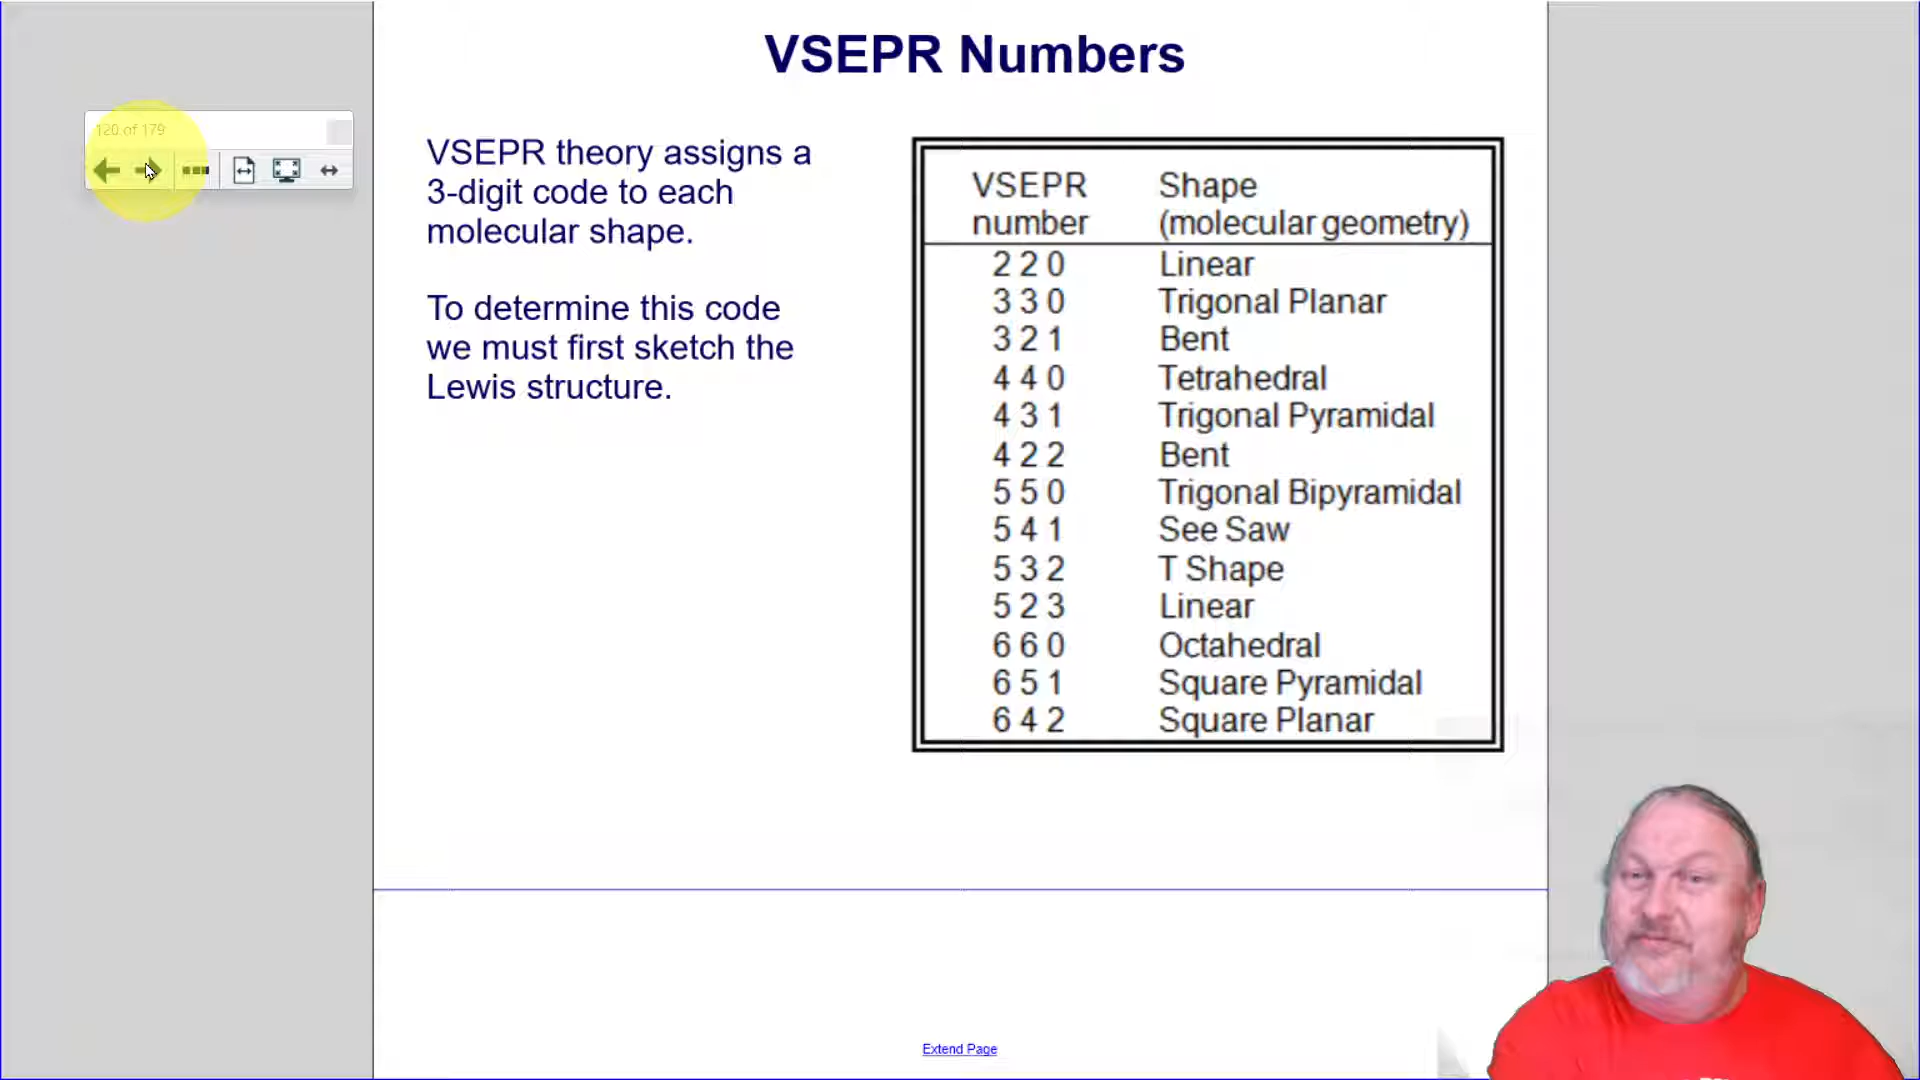 VSEPR Numbers
120 of 179
VSEPR theory assigns a
3-digit code to each
molecular shape.
To determine this code
we must first sketch the
Lewis structure.
VSEPR number Shape (molecular geometry)
2 2 0 Linear
3 3 0 Trigonal Planar
3 2 1 Bent
4 4 0 Tetrahedral
4 3 1 Trigonal Pyramidal
4 2 2 Bent
5 5 0 Trigonal Bipyramidal
5 4 1 See Saw
5 3 2 T Shape
5 2 3 Linear
6 6 0 Octahedral
6 5 1 Square Pyramidal
6 4 2 Square Planar
Extend Page